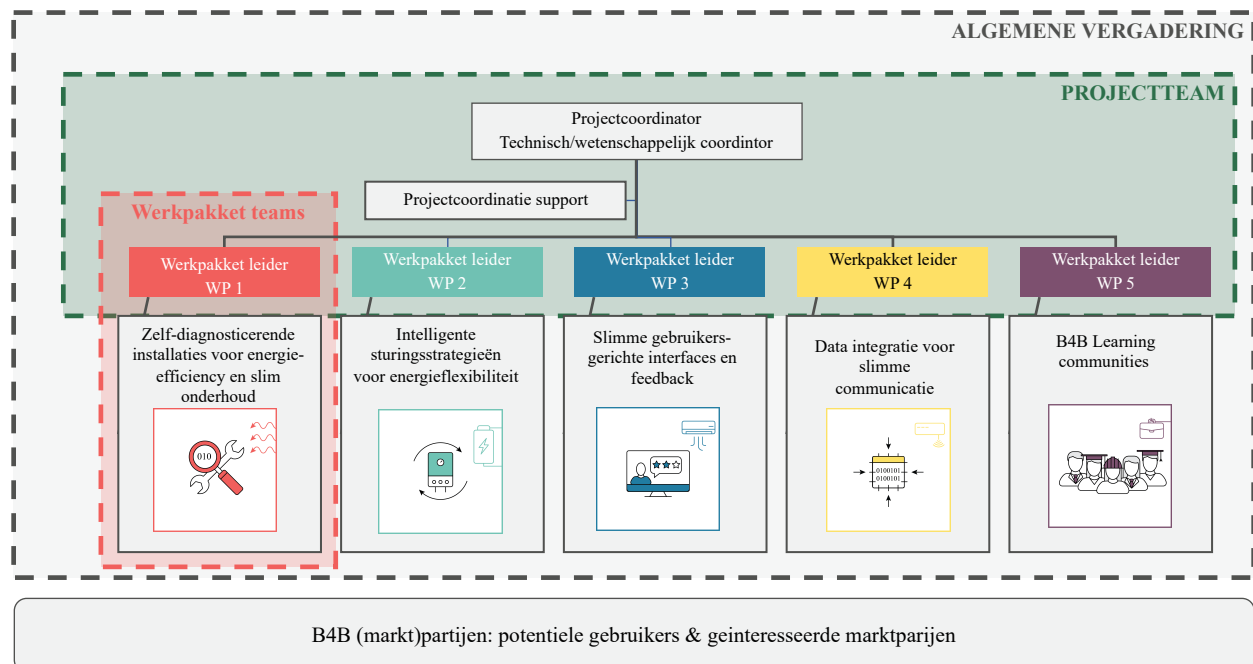 ALGEMENE VERGADERING
PROJECTTEAM
Projectcoordinator
Technisch/wetenschappelijk coordintor
Projectcoordinatie support
Werkpakket teams
Werkpakket leider
WP 1
Werkpakket leider
WP 2
Werkpakket leider
WP 3
Werkpakket leider
WP 4
Werkpakket leider
WP 5
Zelf-diagnosticerende
installaties voor energie-
efficiency en slim
onderhoud
Intelligente
sturingsstrategieën
voor energieflexibiliteit
Slimme gebruikers-
gerichte interfaces en
feedback
Data integratie voor
slimme
communicatie
B4B Learning
communities
010
0100101
0100101
B4B (markt)partijen: potentiele gebruikers & geinteresseerde marktparijen